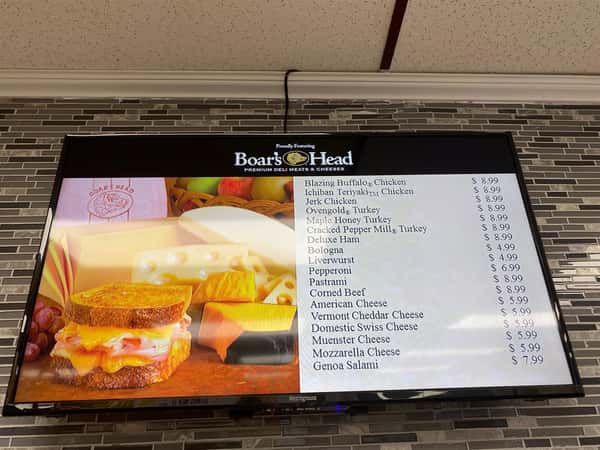 Proudly Featuring
Boar's Head
PREMIUM DELI MEATS & CHEESES
BOAR'S HEAD
Blazing Buffalo® Chicken $ 8.99
Ichiban Teriyaki™ Chicken $ 8.99
Jerk Chicken $ 8.99
Ovengold® Turkey $ 8.99
Maple Honey Turkey $ 8.99
Cracked Pepper Mill® Turkey $ 8.99
Deluxe Ham $ 8.99
Bologna $ 4.99
Liverwurst $ 4.99
Pepperoni $ 6.99
Pastrami $ 8.99
Corned Beef $ 8.99
American Cheese $ 5.99
Vermont Cheddar Cheese $ 5.99
Domestic Swiss Cheese $ 5.99
Muenster Cheese $ 5.99
Mozzarella Cheese $ 5.99
Genoa Salami $ 7.99
Westinghouse